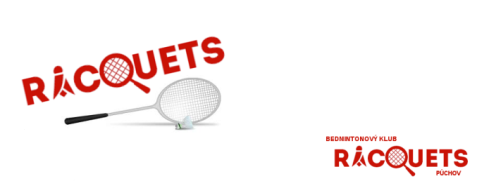 RACQUETS
BEDMINTONOVÝ KLUB
RACQUETS
PÚCHOV